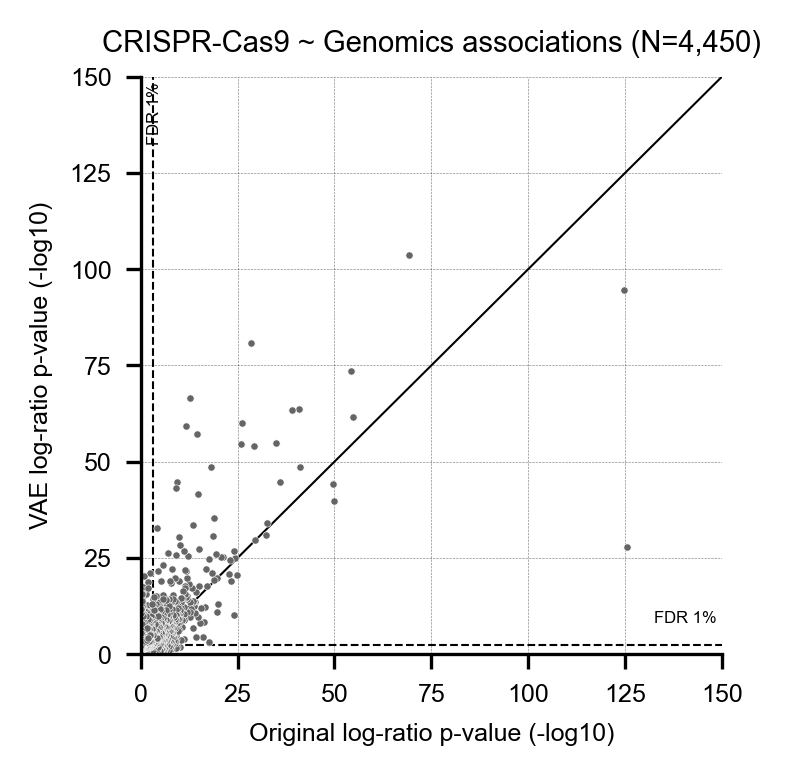 CRISPR-Cas9 ~ Genomics associations (N=4,450)
150
125
100
75
50
25
0
VAE log-ratio p-value (-log10)
FDR 1%
FDR 1%
0 25 50 75 100 125 150
Original log-ratio p-value (-log10)